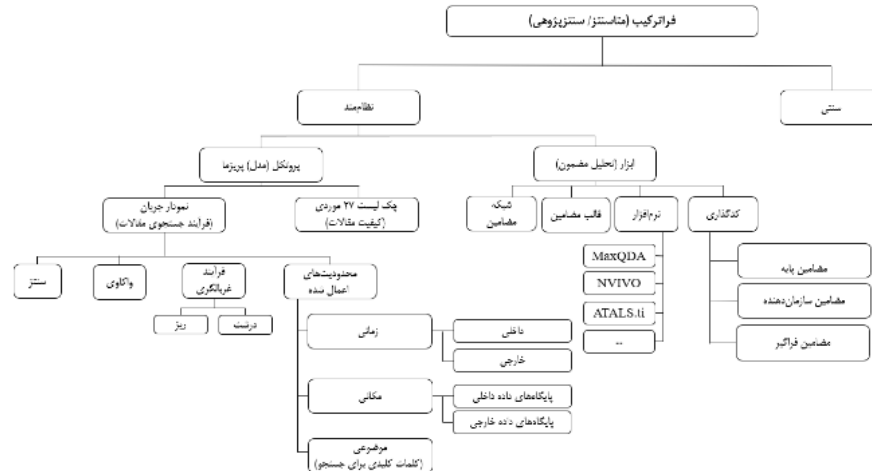 فراترکیب (متاسنتز/ سنتزپژوهی)
سنتی
نظام‌مند
ابزار (تحلیل مضمون)
پروتکل (مدل) پریزما
کدگذاری
نرم‌افزار
قالب مضامین
شبکه
مضامین
چک لیست ۲۷ موردی
(کیفیت مقالات)
نمودار جریان
(فرآیند جستجوی مقالات)
مضامین پایه
مضامین سازمان‌دهنده
مضامین فراگیر
MaxQDA
NVIVO
ATALS.ti
...
محدودیت‌های
اعمال شده
فرآیند
غربالگری
واکاوی
سنتز
درشت
ریز
زمانی
داخلی
خارجی
مکانی
پایگاه‌های داده داخلی
پایگاه‌های داده خارجی
موضوعی
(کلمات کلیدی برای جستجو)